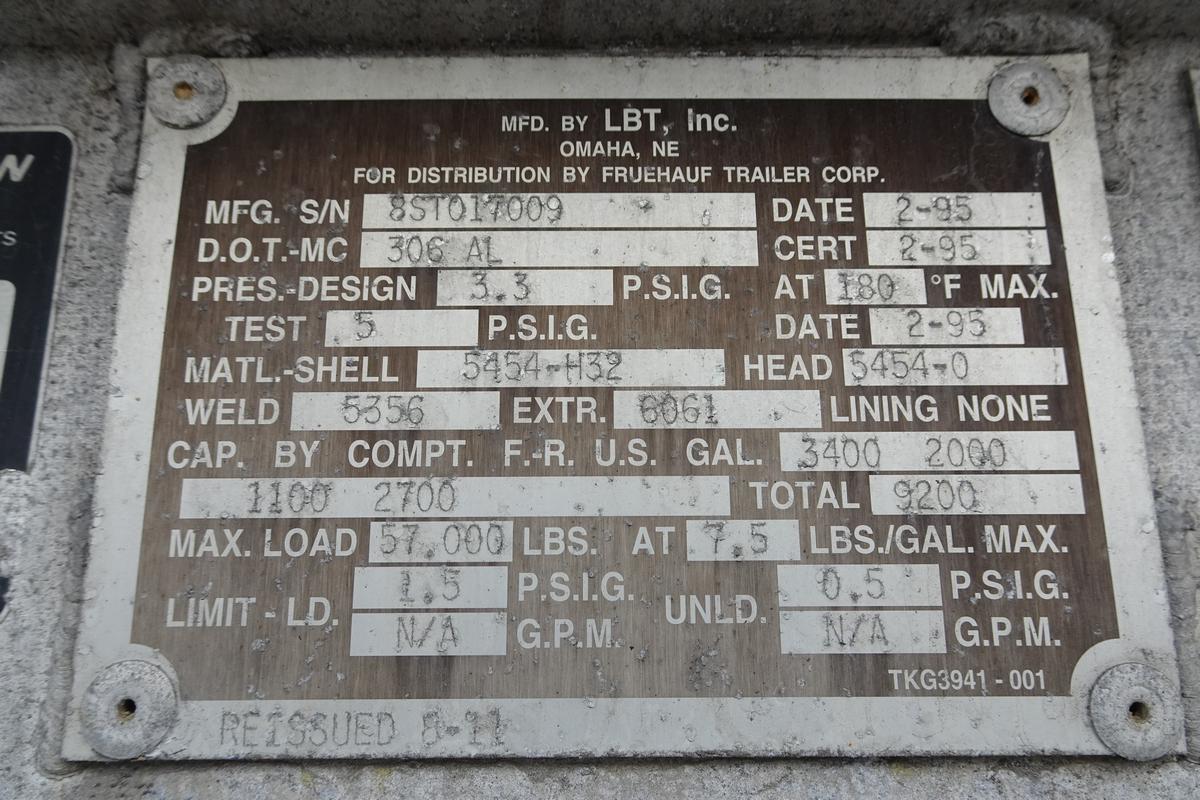 MFD. BY LBT, Inc.
OMAHA, NE
FOR DISTRIBUTION BY FRUEHAUF TRAILER CORP.
MFG. S/N 8ST017009 DATE 2-95
D.O.T.-MC 306 AL CERT 2-95
PRES.-DESIGN 3.3 P.S.I.G. AT 180 °F MAX.
TEST 5 P.S.I.G. DATE 2-95
MATL.-SHELL 5454-H32 HEAD 5454-0
WELD 5356 EXTR. 6061 LINING NONE
CAP. BY COMPT. F.-R. U.S. GAL. 3400 2000
1100 2700 TOTAL 9200
MAX. LOAD 57,000 LBS. AT 7.5 LBS./GAL. MAX.
LIMIT - LD. 1.5 P.S.I.G. UNLD. 0.5 P.S.I.G.
N/A G.P.M. N/A G.P.M.
TKG3941 - 001
REISSUED 8-11